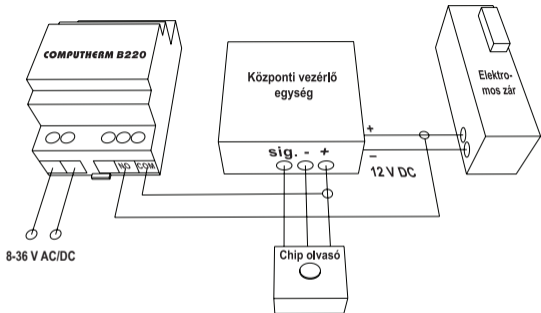 COMPUTHERM B220
NO COM
8-36 V AC/DC
Központi vezérlő
egység
sig. - +
+
–
12 V DC
Chip olvasó
Elektro-
mos zár